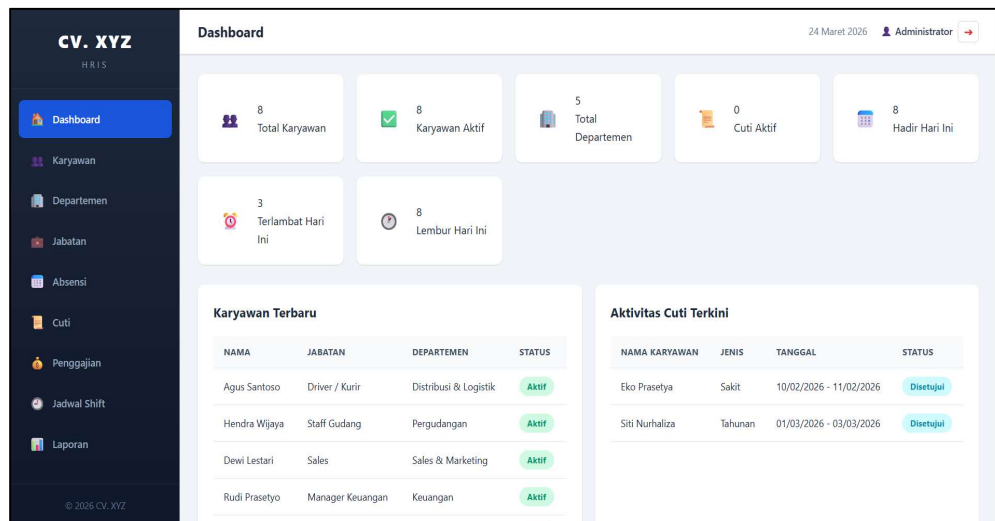 CV. XYZ
HRIS
Dashboard
Karyawan
Departemen
Jabatan
Absensi
Cuti
Penggajian
Jadwal Shift
Laporan
© 2026 CV. XYZ
Dashboard
24 Maret 2026 Administrator
8
Total Karyawan
8
Karyawan Aktif
5
Total
Departemen
0
Cuti Aktif
8
Hadir Hari Ini
3
Terlambat Hari
Ini
8
Lembur Hari Ini
Karyawan Terbaru
NAMA JABATAN DEPARTEMEN STATUS
Agus Santoso Driver / Kurir Distribusi & Logistik Aktif
Hendra Wijaya Staff Gudang Pergudangan Aktif
Dewi Lestari Sales Sales & Marketing Aktif
Rudi Prasetyo Manager Keuangan Keuangan Aktif
Aktivitas Cuti Terkini
NAMA KARYAWAN JENIS TANGGAL STATUS
Eko Prasetya Sakit 10/02/2026 - 11/02/2026 Disetujui
Siti Nurhaliza Tahunan 01/03/2026 - 03/03/2026 Disetujui